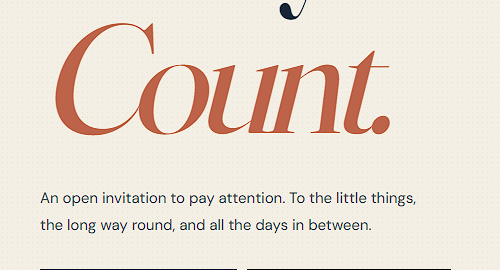 Count.
An open invitation to pay attention. To the little things,
the long way round, and all the days in between.